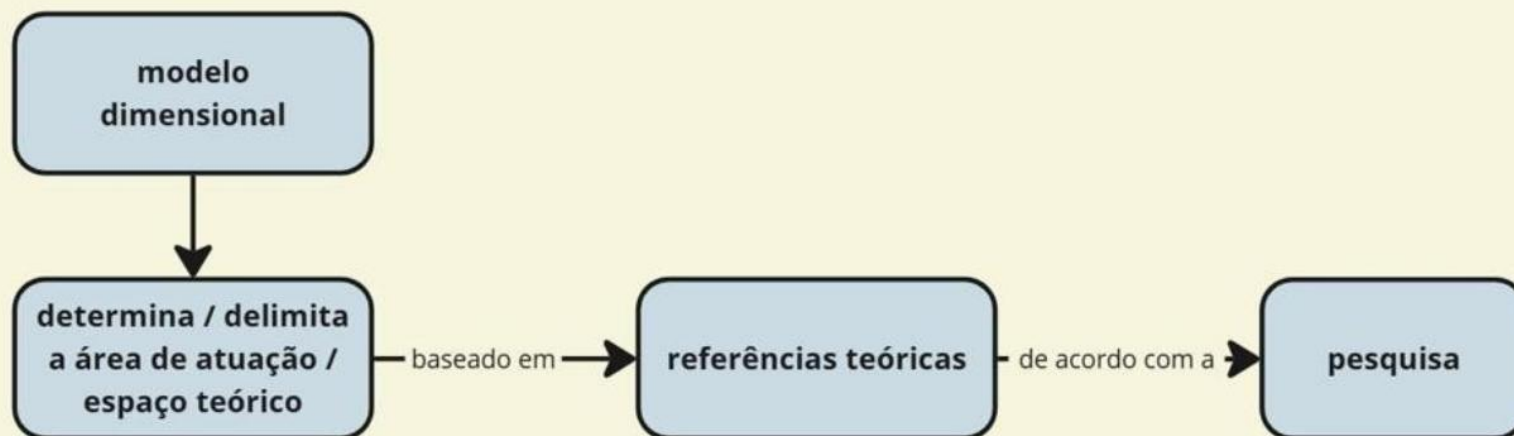 modelo
dimensional
determina / delimita
a área de atuação /
espaço teórico
baseado em
referências teóricas
de acordo com a
pesquisa